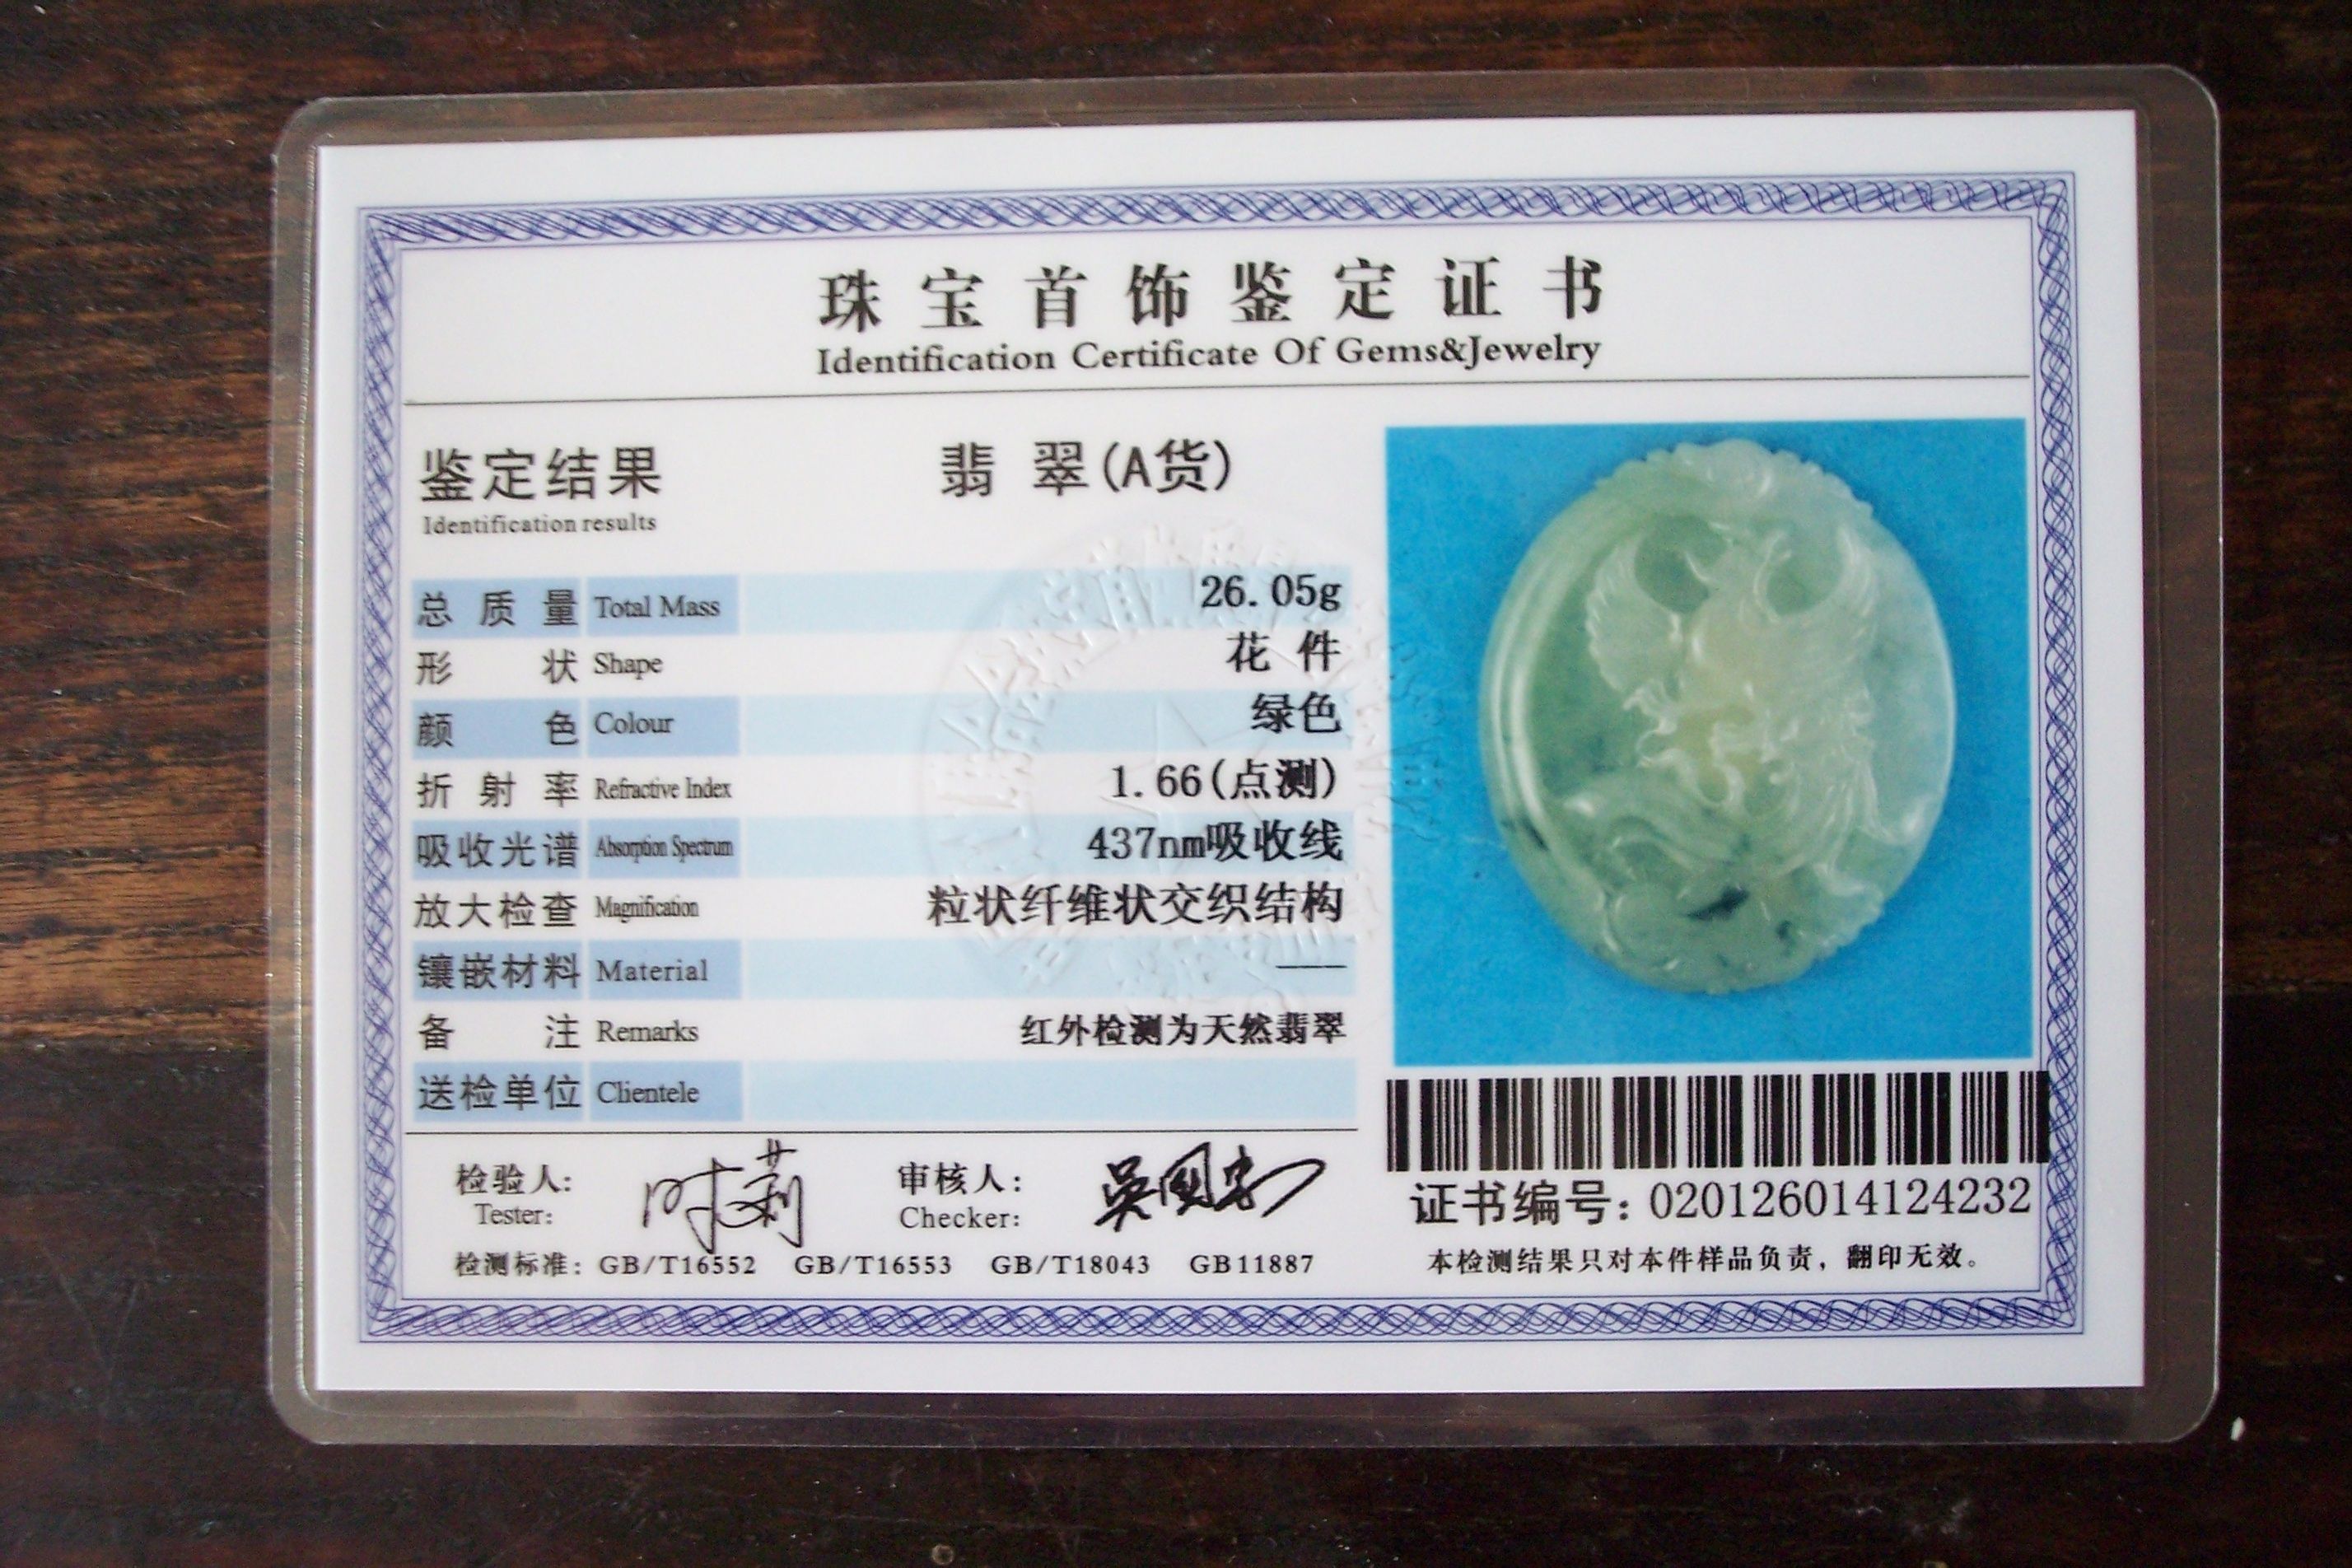 珠宝首饰鉴定证书
Identification Certificate Of Gems&Jewelry
鉴定结果 翡翠(A货)
Identification results
总质量 Total Mass 26.05g
形状 Shape 花件
颜色 Colour 绿色
折射率 Refractive Index 1.66(点测)
吸收光谱 Absorption Spectrum 437nm吸收线
放大检查 Magnification 粒状纤维状交织结构
镶嵌材料 Material ——
备注 Remarks 红外检测为天然翡翠
送检单位 Clientele
检验人: 审核人:
Tester: Checker:
检测标准: GB/T16552 GB/T16553 GB/T18043 GB11887
证书编号: 020126014124232
本检测结果只对本件样品负责，翻印无效。